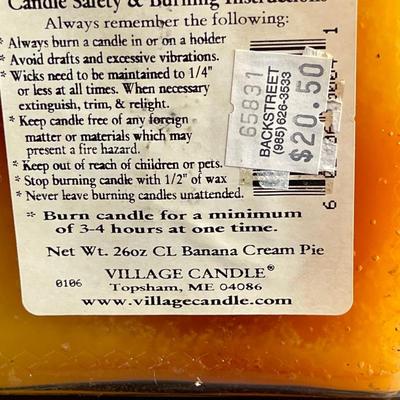 Candle Safety & Burning Instructions
Always remember the following:
* Always burn a candle in or on a holder
* Avoid drafts and excessive vibrations.
* Wicks need to be maintained to 1/4"
or less at all times. When necessary
extinguish, trim, & relight.
* Keep candle free of any foreign
matter or materials which may
present a fire hazard.
* Keep out of reach of children or pets.
* Stop burning candle with 1/2" of wax
* Never leave burning candles unattended.
* Burn candle for a minimum
of 3-4 hours at one time.
Net Wt. 26oz CL Banana Cream Pie
VILLAGE CANDLE®
0106
Topsham, ME 04086
www.villagecandle.com
65831
BACKSTREET
(985)626-3533
$20.50